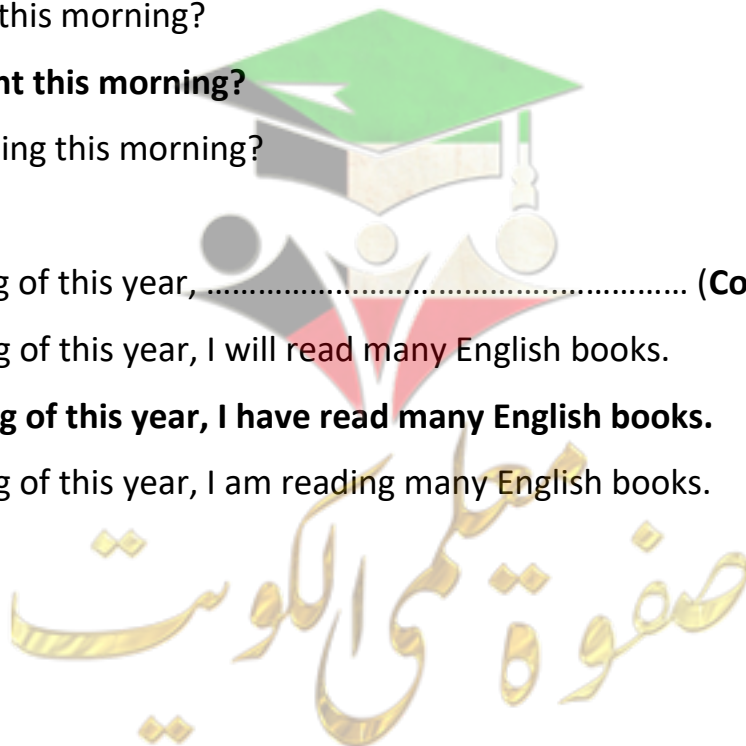 this morning?
nt this morning?
ing this morning?
g of this year, ................................................ (Co
g of this year, I will read many English books.
g of this year, I have read many English books.
g of this year, I am reading many English books.
صفوة معلمى الكويت